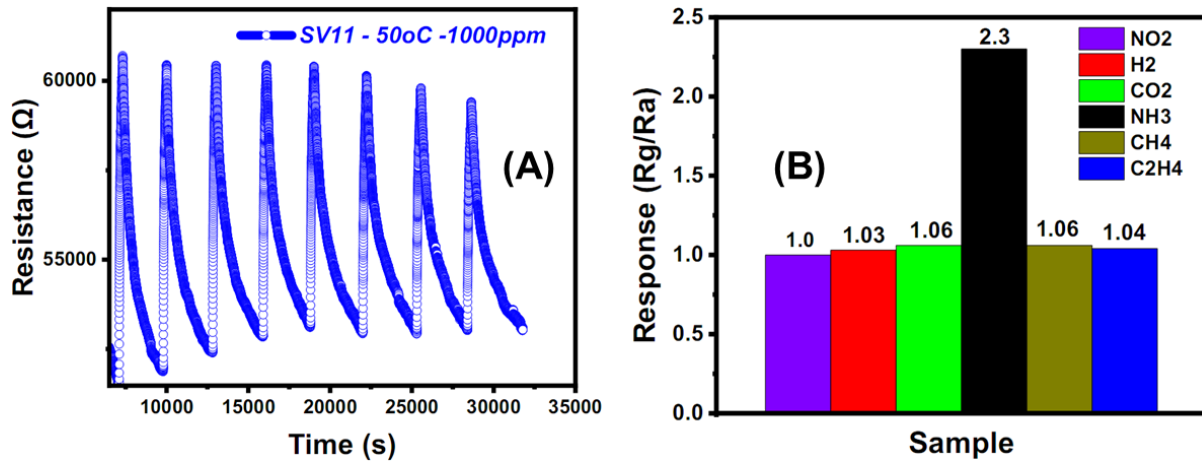 SV11 - 50oC -1000ppm
(A)
60000
55000
Resistance (Ω)
10000 15000 20000 25000 30000 35000
Time (s)
2.5
2.0
1.5
1.0
0.5
0.0
Response (Rg/Ra)
(B)
1.0 1.03 1.06 2.3 1.06 1.04
NO2
H2
CO2
NH3
CH4
C2H4
Sample